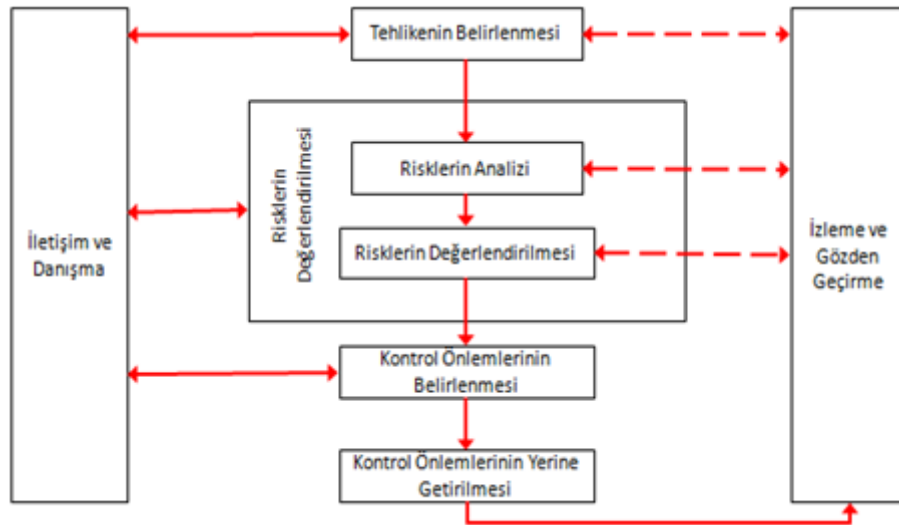 Tehlikenin Belirlenmesi
Risklerin
Değerlendirilmesi
Risklerin Analizi
Risklerin Değerlendirilmesi
İletişim ve
Danışma
İzleme ve
Gözden
Geçirme
Kontrol Önlemlerinin
Belirlenmesi
Kontrol Önlemlerinin Yerine
Getirilmesi